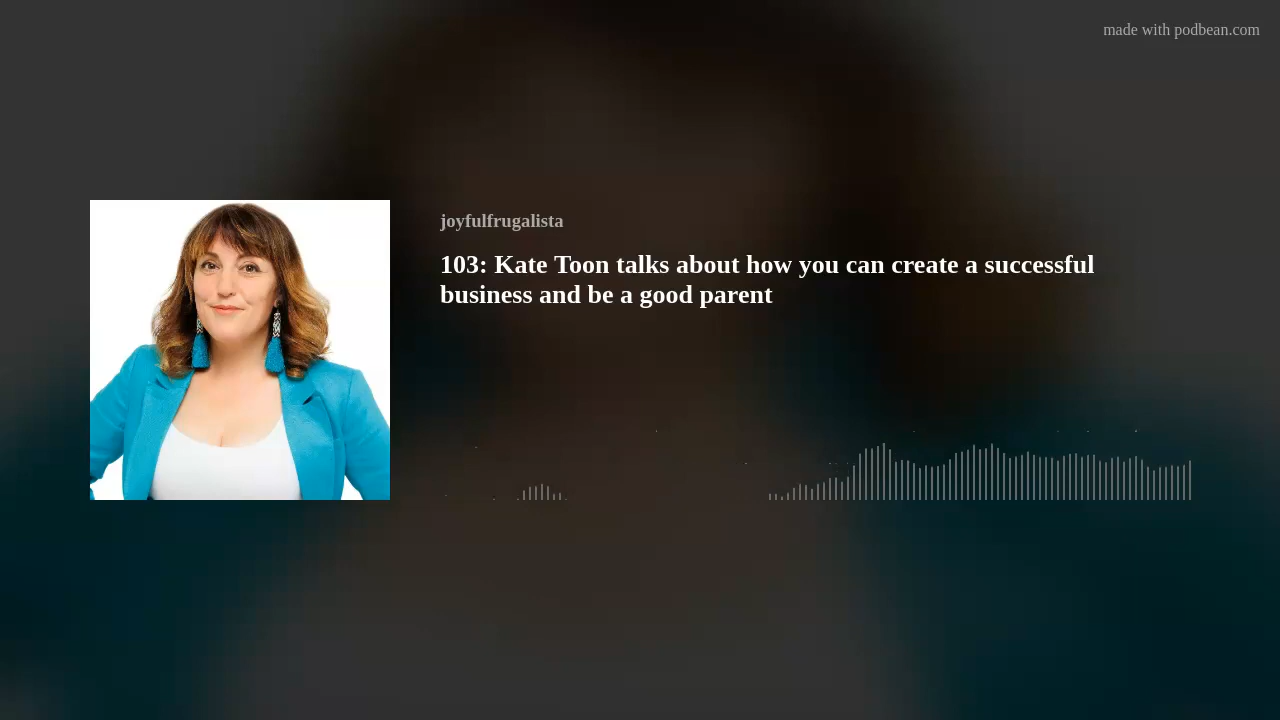 made with podbean.com
joyfulfrugalista
103: Kate Toon talks about how you can create a successful
business and be a good parent